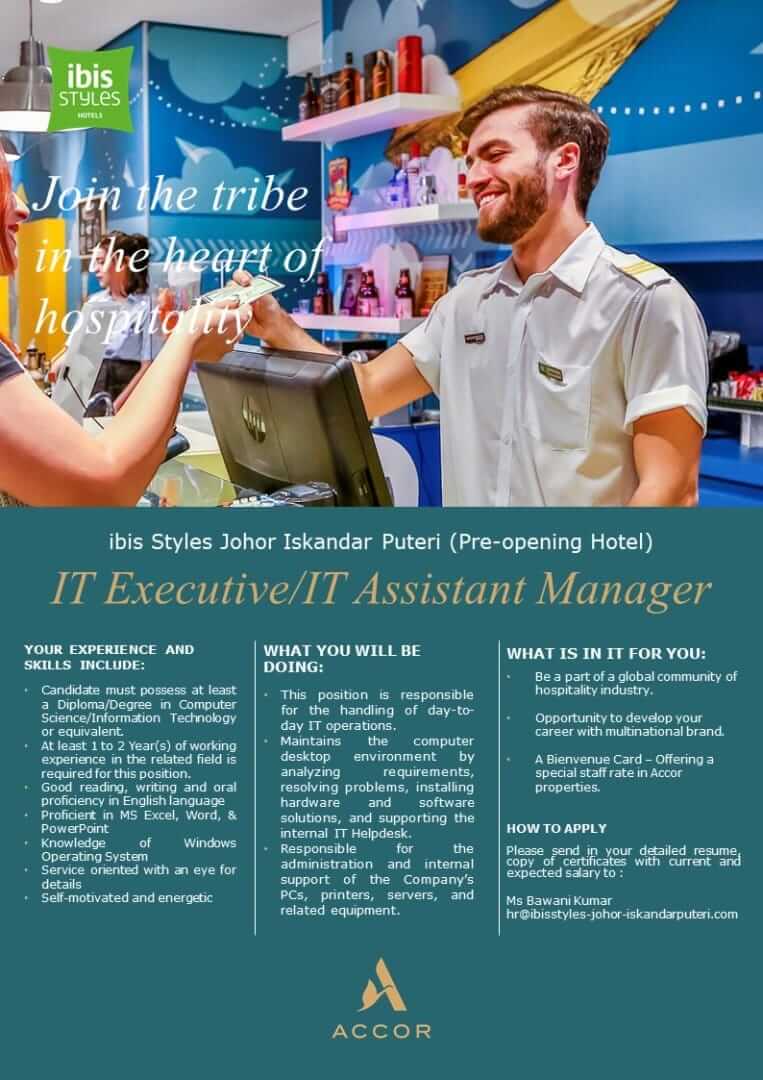 ibis
STYLES
HOTELS
Join the tribe
in the heart of
hospitality
ibis Styles Johor Iskandar Puteri (Pre-opening Hotel)
IT Executive/IT Assistant Manager
YOUR EXPERIENCE AND
SKILLS INCLUDE:
• Candidate must possess at least
a Diploma/Degree in Computer
Science/Information Technology
or equivalent.
• At least 1 to 2 Year(s) of working
experience in the related field is
required for this position.
• Good reading, writing and oral
proficiency in English language
• Proficient in MS Excel, Word, &
PowerPoint
• Knowledge of Windows
Operating System
• Service oriented with an eye for
details
• Self-motivated and energetic
WHAT YOU WILL BE
DOING:
• This position is responsible
for the handling of day-to-
day IT operations.
• Maintains the computer
desktop environment by
analyzing requirements,
resolving problems, installing
hardware and software
solutions, and supporting the
internal IT Helpdesk.
• Responsible for the
administration and internal
support of the Company's
PCs, printers, servers, and
related equipment.
WHAT IS IN IT FOR YOU:
• Be a part of a global community of
hospitality industry.
• Opportunity to develop your
career with multinational brand.
• A Bienvenue Card – Offering a
special staff rate in Accor
properties.
HOW TO APPLY
Please send in your detailed resume,
copy of certificates with current and
expected salary to :
Ms Bawani Kumar
hr@ibisstyles-johor-iskandarputeri.com
ACCOR